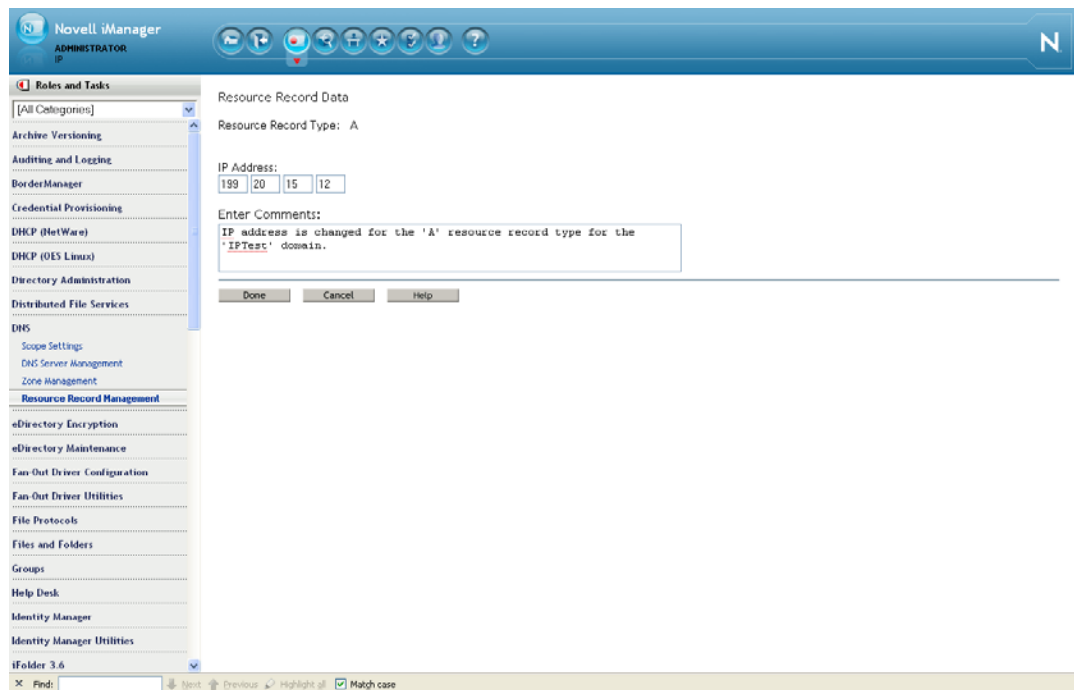 Novell iManager
ADMINISTRATOR
IP
N
N
Roles and Tasks
[All Categories]
Archive Versioning
Auditing and Logging
BorderManager
Credential Provisioning
DHCP (NetWare)
DHCP (OES Linux)
Directory Administration
Distributed File Services
DNS
Scope Settings
DNS Server Management
Zone Management
Resource Record Management
eDirectory Encryption
eDirectory Maintenance
Fan-Out Driver Configuration
Fan-Out Driver Utilities
File Protocols
Files and Folders
Groups
Help Desk
Identity Manager
Identity Manager Utilities
iFolder 3.6
Resource Record Data
Resource Record Type: A
IP Address:
199 20 15 12
Enter Comments:
IP address is changed for the 'A' resource record type for the
'IPTest' domain.
Done Cancel Help
× Find: Next Previous Highlight all Match case